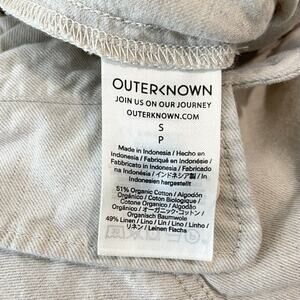 OUTERKNOWN
JOIN US ON OUR JOURNEY
OUTERKNOWN.COM
S
P
Made in Indonesia / Hecho en
Indonesia / Fabriqué en Indonésie /
Fabricado na Indonésia / Fabbricato
in Indonesia / インドネシア製 / In
Indonesien hergestellt
51% Organic Cotton / Algodón
Orgánico / Coton Biologique /
Cotone Organico / Algodão
Orgânico / オーガニック・コットン /
Organisch Baumwolle
49% Linen / Lino / Lin / Lino / Linho /
リネン / Leinen Flachs